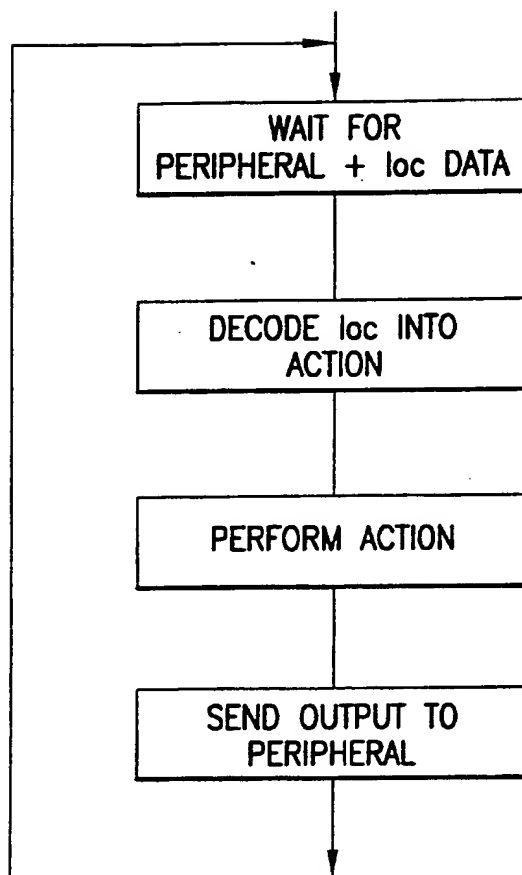 WAIT FOR
PERIPHERAL + loc DATA
DECODE loc INTO
ACTION
PERFORM ACTION
SEND OUTPUT TO
PERIPHERAL